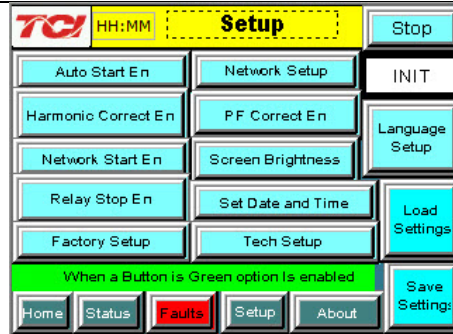 TCI HH:MM Setup Stop
Auto Start En Network Setup INIT
Harmonic Correct En PF Correct En
Language
Setup
Network Start En Screen Brightness
Relay Stop En Set Date and Time
Load
Settings
Factory Setup Tech Setup
When a Button is Green option Is enabled
Save
Settings
Home Status Faults Setup About